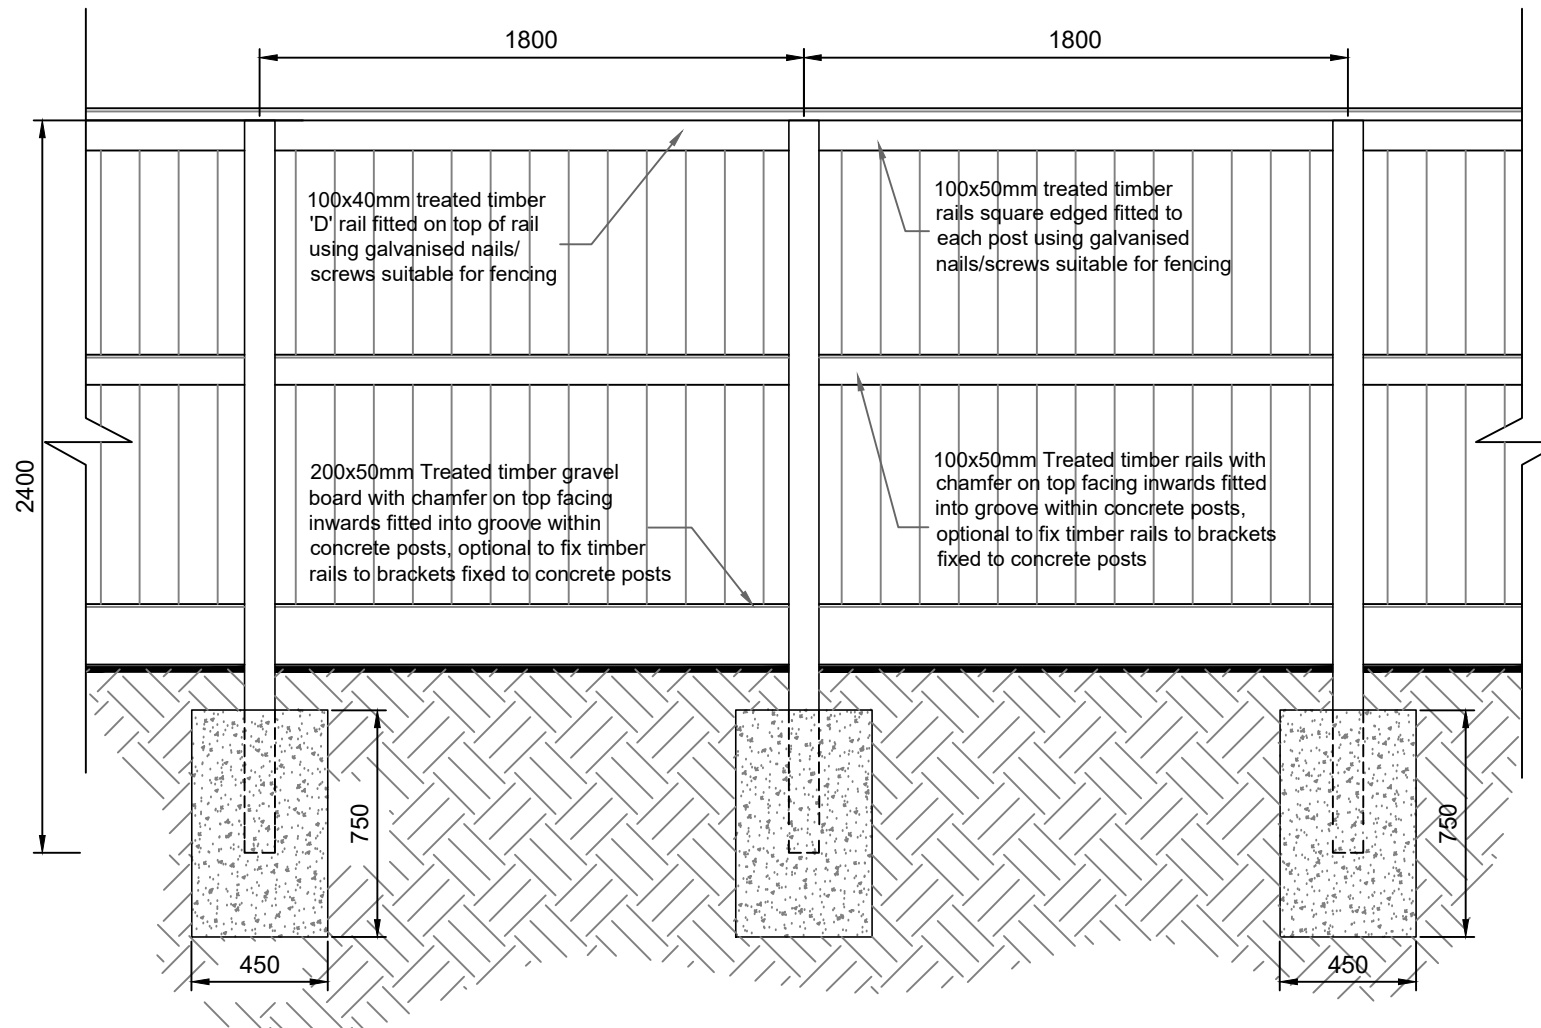 1800
1800
100x40mm treated timber
'D' rail fitted on top of rail
using galvanised nails/
screws suitable for fencing
100x50mm treated timber
rails square edged fitted to
each post using galvanised
nails/screws suitable for fencing
2400
200x50mm Treated timber gravel
board with chamfer on top facing
inwards fitted into groove within
concrete posts, optional to fix timber
rails to brackets fixed to concrete posts
100x50mm Treated timber rails with
chamfer on top facing inwards fitted
into groove within concrete posts,
optional to fix timber rails to brackets
fixed to concrete posts
750
750
450
450